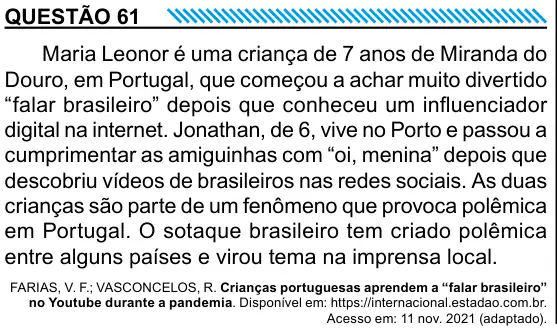 QUESTÃO 61
Maria Leonor é uma criança de 7 anos de Miranda do
Douro, em Portugal, que começou a achar muito divertido
“falar brasileiro” depois que conheceu um influenciador
digital na internet. Jonathan, de 6, vive no Porto e passou a
cumprimentar as amiguinhas com “oi, menina” depois que
descobriu vídeos de brasileiros nas redes sociais. As duas
crianças são parte de um fenômeno que provoca polêmica
em Portugal. O sotaque brasileiro tem criado polêmica
entre alguns países e virou tema na imprensa local.
FARIAS, V. F.; VASCONCELOS, R. Crianças portuguesas aprendem a “falar brasileiro”
no Youtube durante a pandemia. Disponível em: https://internacional.estadao.com.br.
Acesso em: 11 nov. 2021 (adaptado).